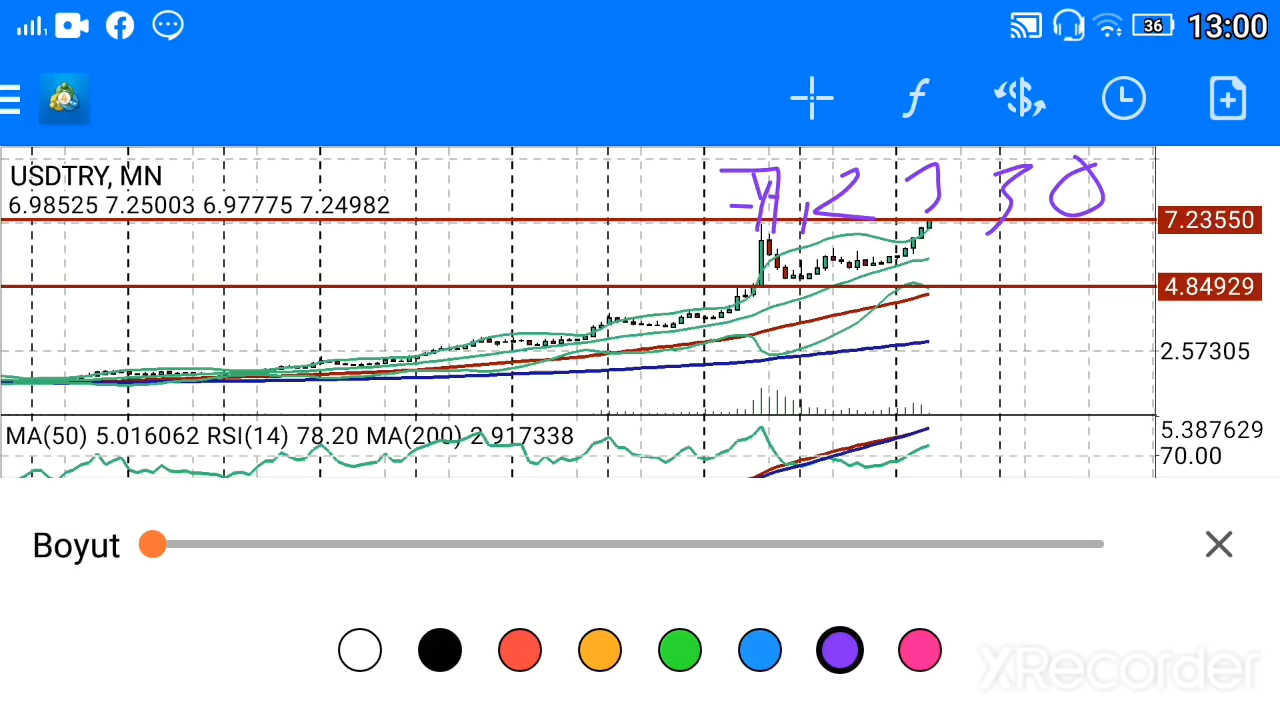 13:00
36
USDTRY, MN
6.98525 7.25003 6.97775 7.24982
7.23550
4.84929
2.57305
MA(50) 5.016062 RSI(14) 78.20 MA(200) 2.917338
5.387629
70.00
Boyut
XRecorder